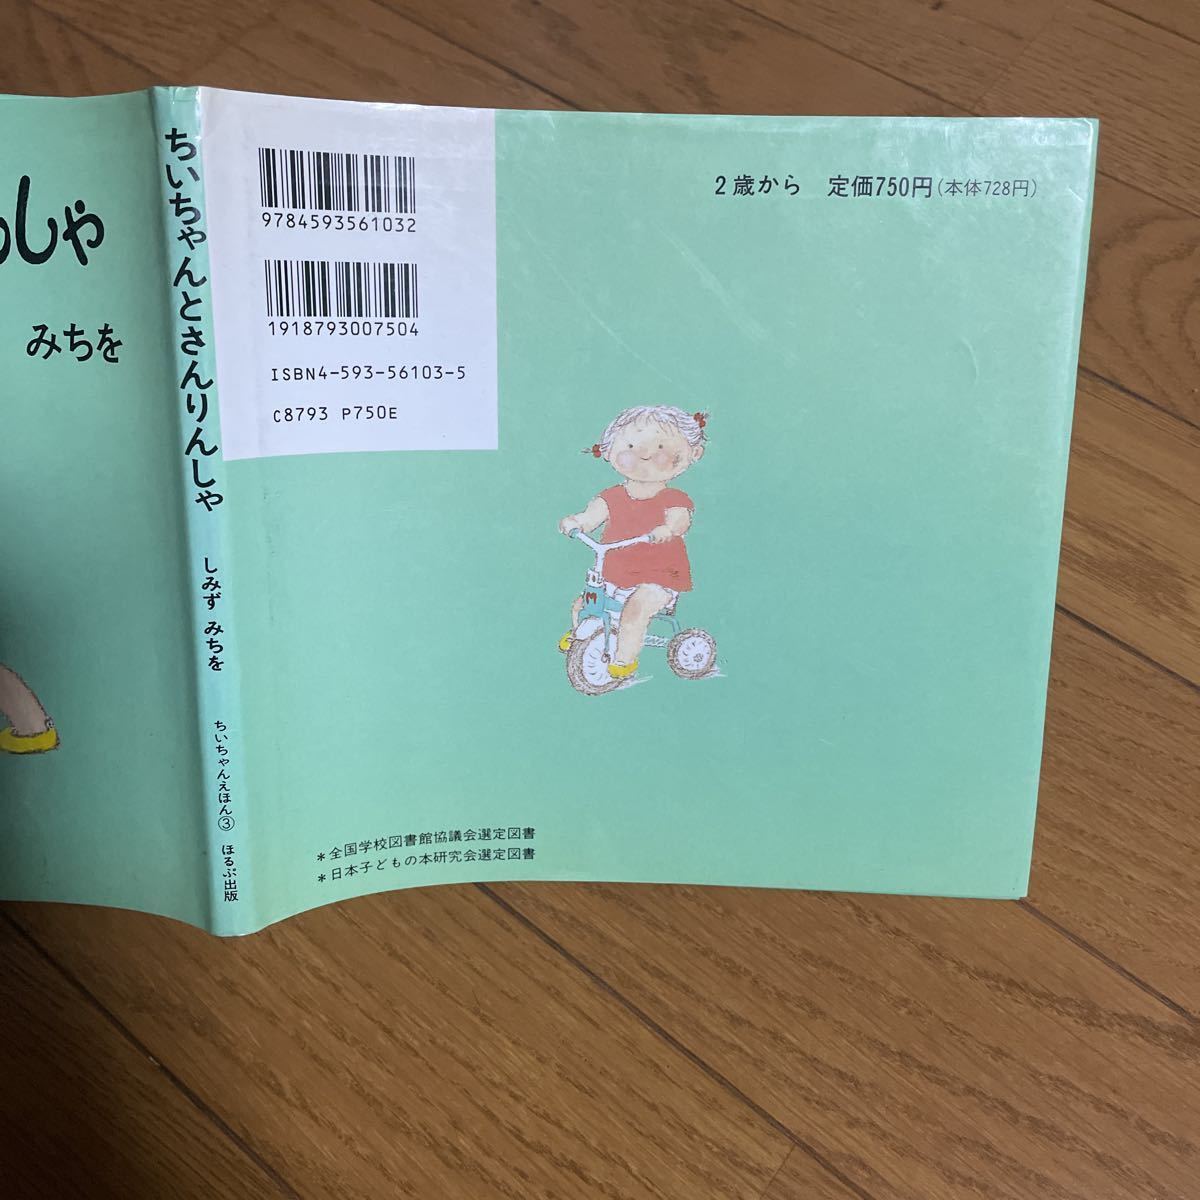 しゃ
みちを
ちいちゃんとさんりんしゃ
しみず みちを
ちいちゃんえほん③
ほるぷ出版
9784593561032
1918793007504
ISBN4-593-56103-5
C8793 P750E
2歳から 定価750円(本体728円)
M
*全国学校図書館協議会選定図書
*日本子どもの本研究会選定図書